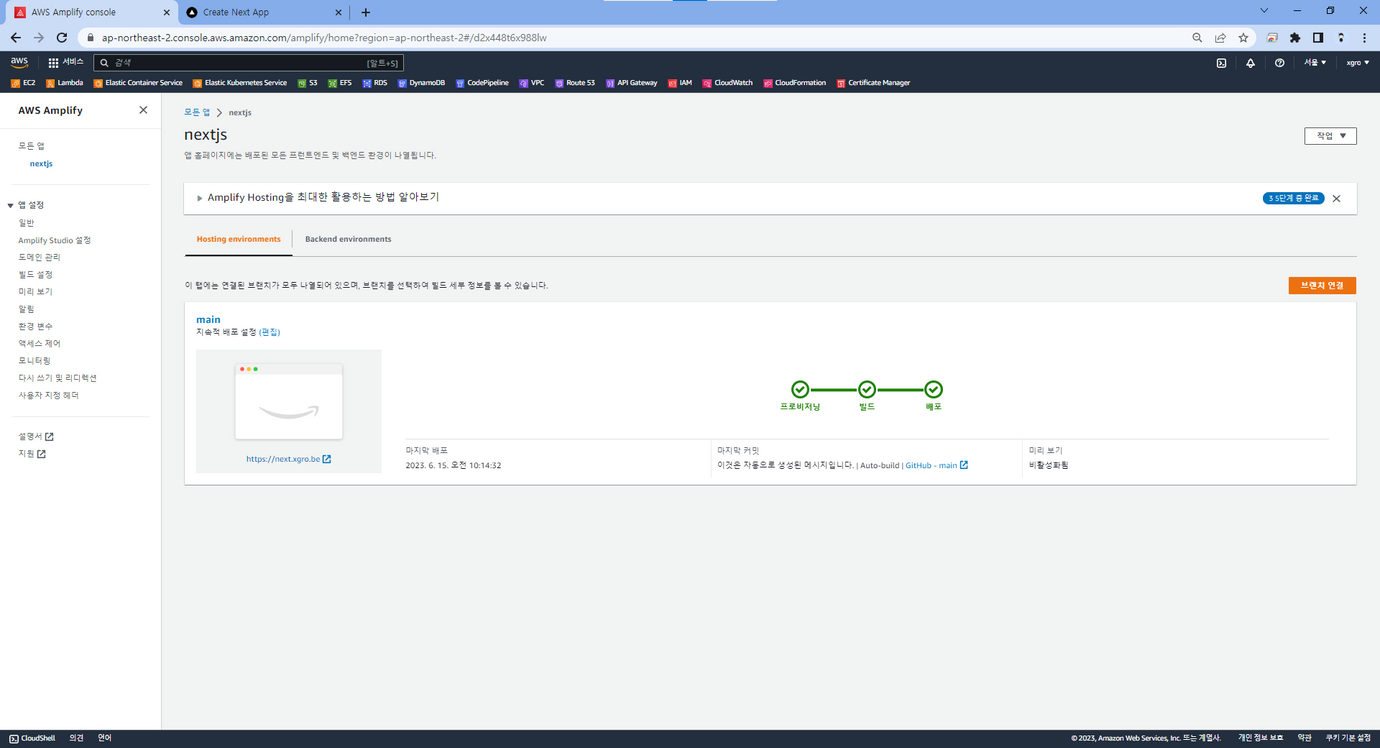 AWS Amplify console
Create Next App
ap-northeast-2.console.aws.amazon.com/amplify/home?region=ap-northeast-2#/d2x448t6x988lw
aws 서비스 검색 [알트+S] 서울 xgro
EC2 Lambda Elastic Container Service Elastic Kubernetes Service S3 EFS RDS DynamoDB CodePipeline VPC Route 53 API Gateway IAM CloudWatch CloudFormation Certificate Manager
AWS Amplify
모든 앱
nextjs
앱 설정
일반
Amplify Studio 설정
도메인 관리
빌드 설정
미리 보기
알림
환경 변수
액세스 제어
모니터링
다시 쓰기 및 리디렉션
사용자 지정 헤더
설명서
지원
모든 앱 nextjs
nextjs
작업
앱 홈페이지에는 배포된 모든 프런트엔드 및 백엔드 환경이 나열됩니다.
Amplify Hosting을 최대한 활용하는 방법 알아보기
3 5단계 중 완료
Hosting environments
Backend environments
이 탭에는 연결된 브랜치가 모두 나열되어 있으며, 브랜치를 선택하여 빌드 세부 정보를 볼 수 있습니다.
브랜치 연결
main
지속적 배포 설정 (편집)
https://next.xgro.be
프로비저닝 빌드 배포
마지막 배포
2023. 6. 15. 오전 10:14:32
마지막 커밋
이것은 자동으로 생성된 메시지입니다. | Auto-build | GitHub - main
미리 보기
비활성화됨
CloudShell 의견 언어
© 2023, Amazon Web Services, Inc. 또는 계열사. 개인 정보 보호 약관 쿠키 기본 설정